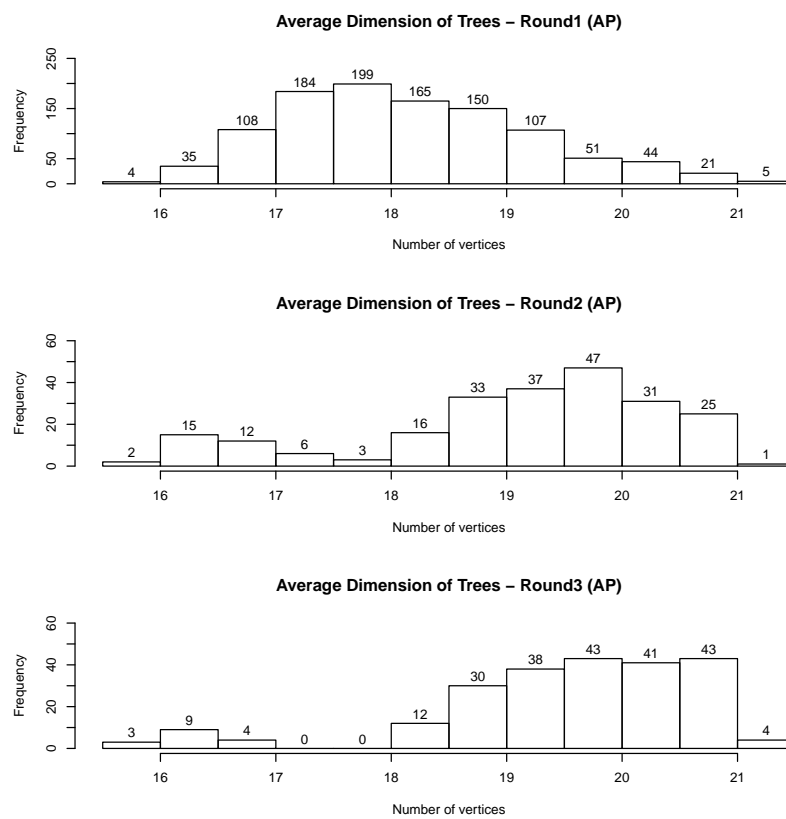 Average Dimension of Trees − Round1 (AP)
Frequency
0 50 150 250
4 35 108 184 199 165 150 107 51 44 21 5
16 17 18 19 20 21
Number of vertices
Average Dimension of Trees − Round2 (AP)
Frequency
0 20 40 60
2 15 12 6 3 16 33 37 47 31 25 1
16 17 18 19 20 21
Number of vertices
Average Dimension of Trees − Round3 (AP)
Frequency
0 20 40 60
3 9 4 0 0 12 30 38 43 41 43 4
16 17 18 19 20 21
Number of vertices